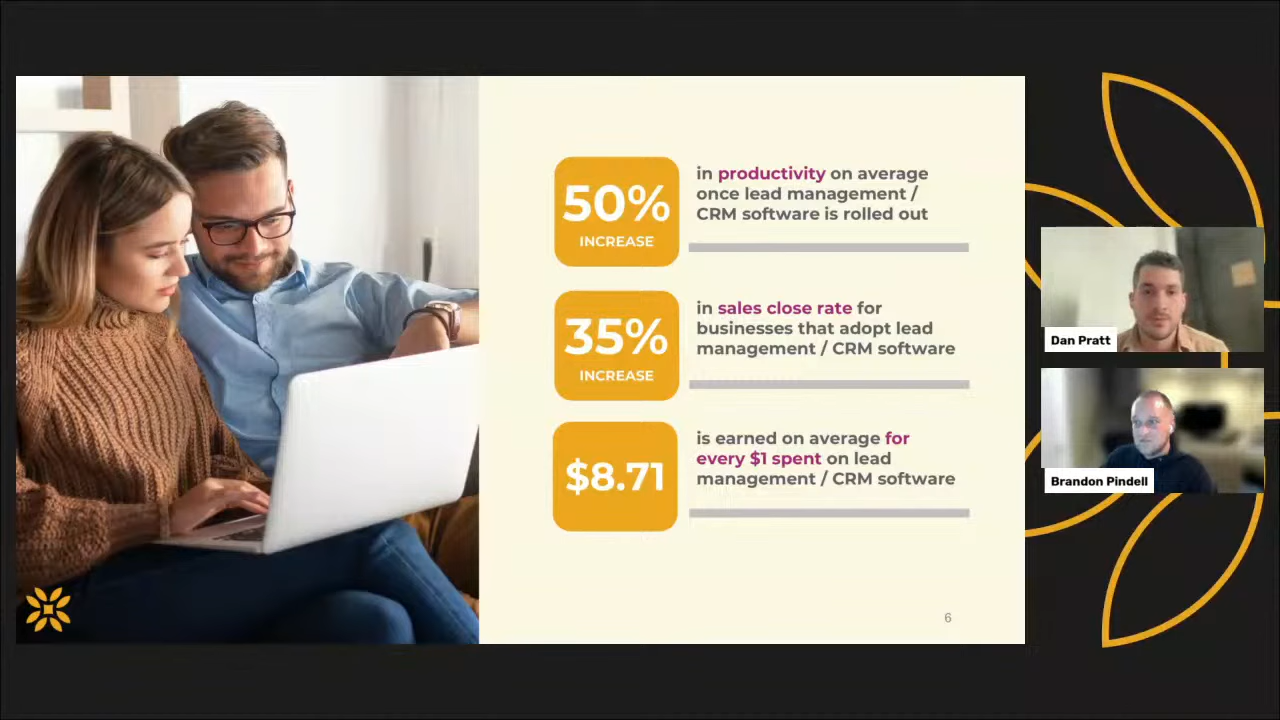 50%
INCREASE
in productivity on average
once lead management /
CRM software is rolled out
35%
INCREASE
in sales close rate for
businesses that adopt lead
management / CRM software
$8.71
is earned on average for
every $1 spent on lead
management / CRM software
6
Dan Pratt
Brandon Pindell